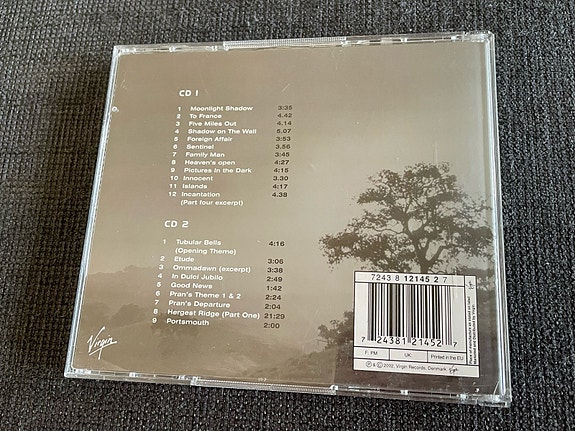 CD 1
1 Moonlight Shadow 3:35
2 To France 4.42
3 Five Miles Out 4.14
4 Shadow on The Wall 5.07
5 Foreign Affair 3:53
6 Sentinel 3.56
7 Family Man 3:45
8 Heaven's open 4:27
9 Pictures in the Dark 4:15
10 Innocent 3.30
11 Islands 4:17
12 Incantation 4.38
(Part four excerpt)
CD 2
1 Tubular Bells 4:16
(Opening Theme)
2 Etude 3:06
3 Ommadawn (excerpt) 3:38
4 In Dulci Jubilo 2:49
5 Good News 1:42
6 Pran's Theme 1 & 2 2:24
7 Pran's Departure 2:04
8 Hergest Ridge (Part One) 21:29
9 Portsmouth 2:00
Virgin
7243 8 12145 2 7
7 24381 21452 7
F: PM UK: Printed in the EU
℗ & © 2002, Virgin Records, Denmark Virgin